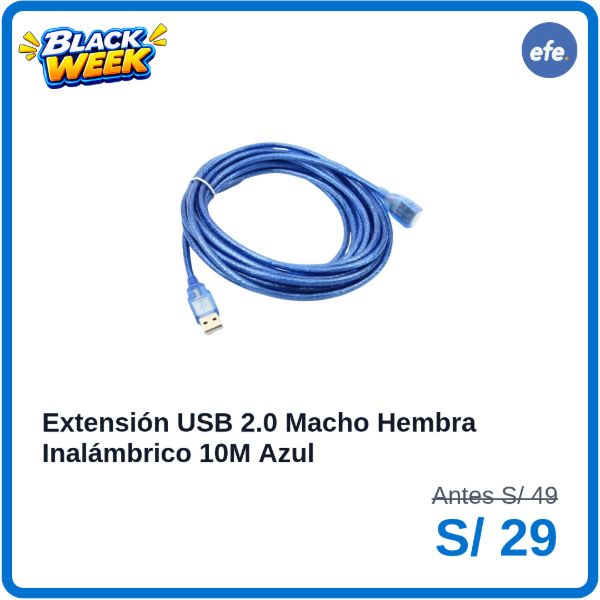 BLACK
WEEK
efe.
Extensión USB 2.0 Macho Hembra
Inalámbrico 10M Azul
Antes S/ 49
S/ 29